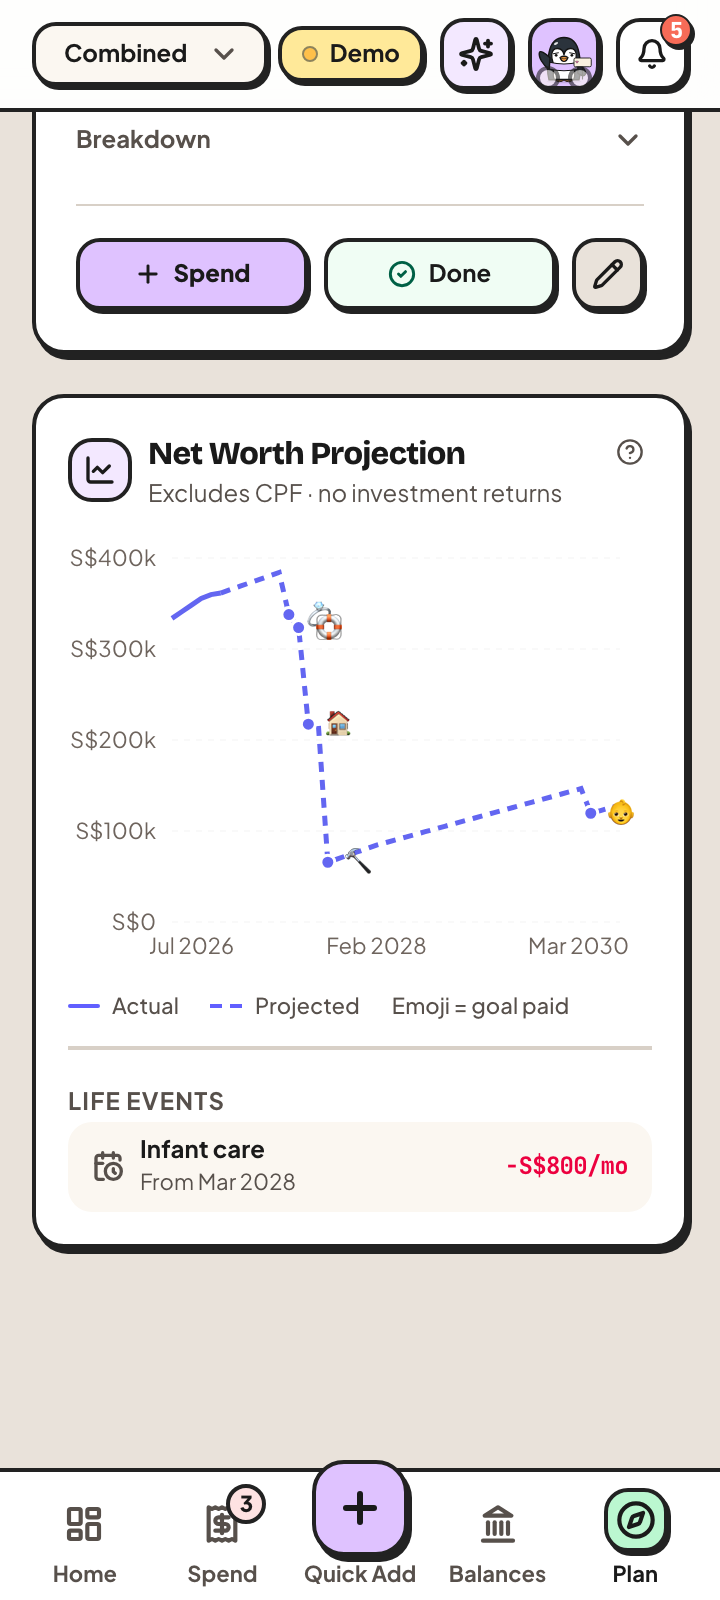 Combined
Demo
5
Breakdown
Spend
Done
Net Worth Projection
Excludes CPF · no investment returns
S$400k
S$300k
S$200k
S$100k
S$0
Jul 2026
Feb 2028
Mar 2030
Actual
Projected
Emoji = goal paid
LIFE EVENTS
Infant care
From Mar 2028
-S$800/mo
Home
3
Spend
Quick Add
Balances
Plan